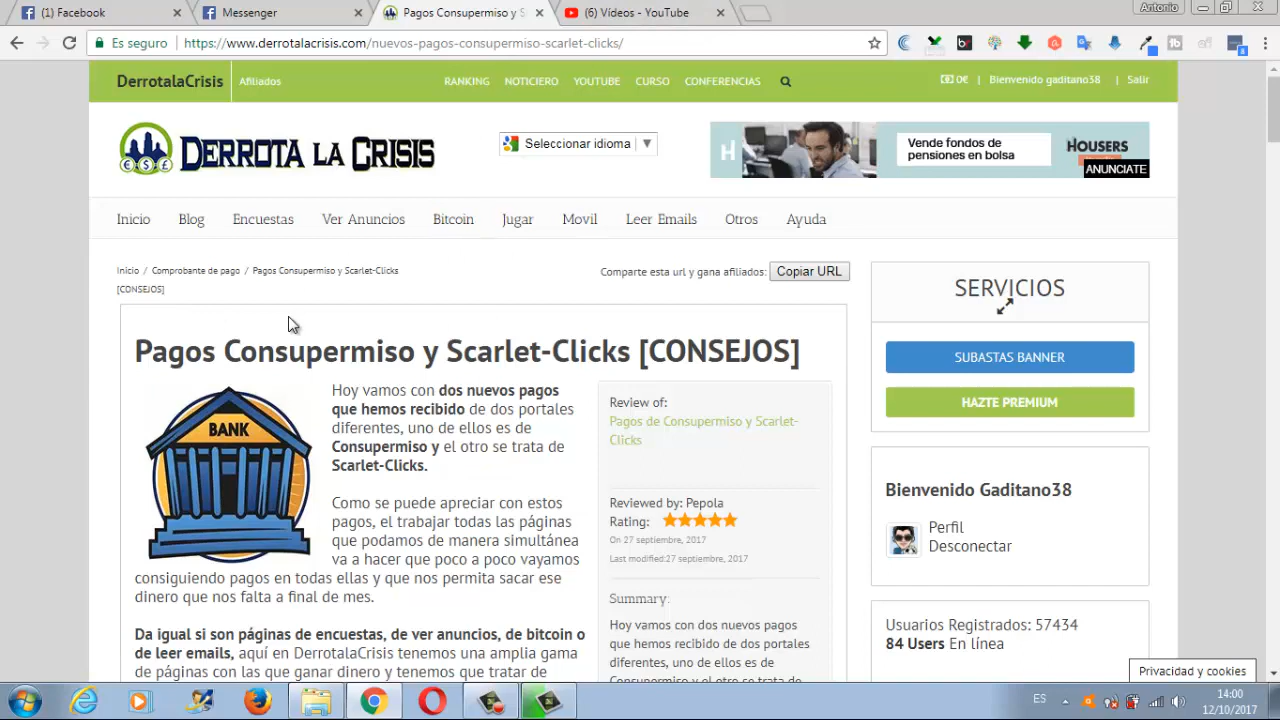 (1) Facebook
Messenger
Pagos Consupermiso y S
(6) Vídeos - YouTube
Antonio
Es seguro
https://www.derrotalacrisis.com/nuevos-pagos-consupermiso-scarlet-clicks/
DerrotalaCrisis
Afiliados
RANKING
NOTICIERO
YOUTUBE
CURSO
CONFERENCIAS
0€ | Bienvenido gaditano38 | Salir
DERROTA LA CRISIS
€ $ £
Seleccionar idioma ▼
H
Vende fondos de
pensiones en bolsa
HOUSERS
ANUNCIATE
Inicio
Blog
Encuestas
Ver Anuncios
Bitcoin
Jugar
Movil
Leer Emails
Otros
Ayuda
Inicio / Comprobante de pago / Pagos Consupermiso y Scarlet-Clicks
[CONSEJOS]
Comparte esta url y gana afiliados:
Copiar URL
Pagos Consupermiso y Scarlet-Clicks [CONSEJOS]
BANK
Hoy vamos con dos nuevos pagos
que hemos recibido de dos portales
diferentes, uno de ellos es de
Consupermiso y el otro se trata de
Scarlet-Clicks.
Como se puede apreciar con estos
pagos, el trabajar todas las páginas
que podamos de manera simultánea
va a hacer que poco a poco vayamos
consiguiendo pagos en todas ellas y que nos permita sacar ese
dinero que nos falta a final de mes.
Da igual si son páginas de encuestas, de ver anuncios, de bitcoin o
de leer emails, aquí en DerrotalaCrisis tenemos una amplia gama
de páginas con las que ganar dinero y tenemos que tratar de
Review of:
Pagos de Consupermiso y Scarlet-
Clicks
Reviewed by: Pepola
Rating:
On 27 septiembre, 2017
Last modified:27 septiembre, 2017
Summary:
Hoy vamos con dos nuevos pagos
que hemos recibido de dos portales
diferentes, uno de ellos es de
Consupermiso y el otro se trata de
SERVICIOS
SUBASTAS BANNER
HAZTE PREMIUM
Bienvenido Gaditano38
Perfil
Desconectar
Usuarios Registrados: 57434
84 Users En línea
Privacidad y cookies
ES
14:00
12/10/2017